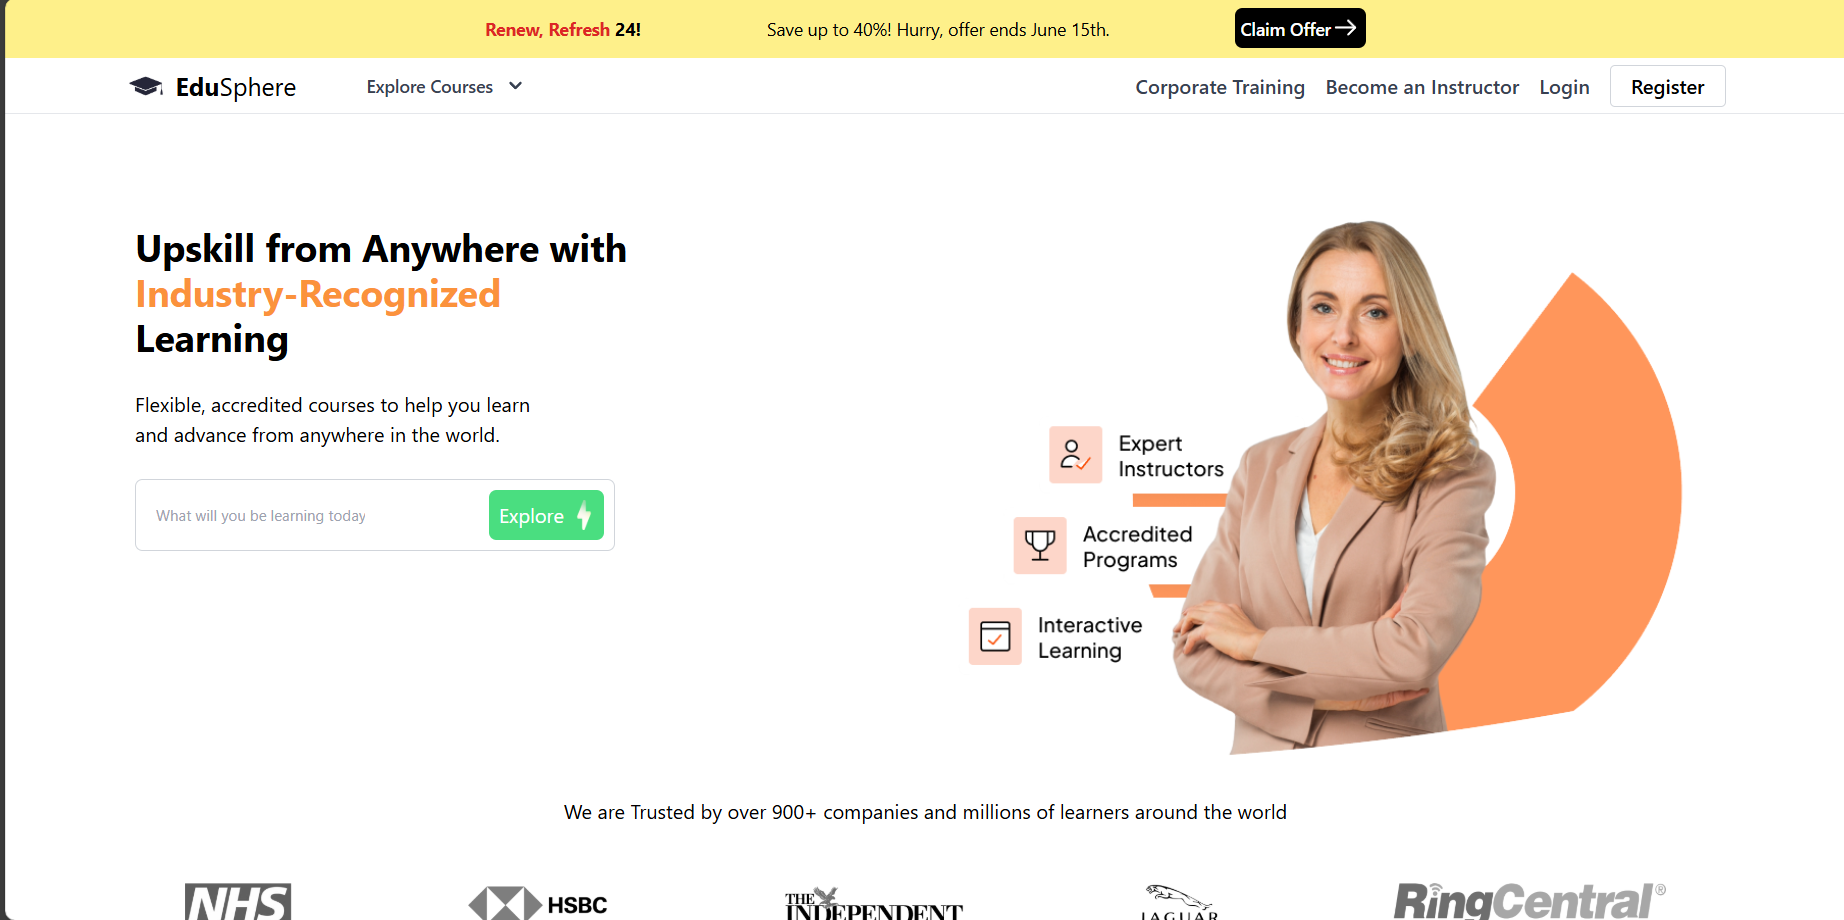 Renew, Refresh 24!
Save up to 40%! Hurry, offer ends June 15th.
Claim Offer
EduSphere
Explore Courses
Corporate Training
Become an Instructor
Login
Register
Upskill from Anywhere with
Industry-Recognized
Learning
Flexible, accredited courses to help you learn
and advance from anywhere in the world.
What will you be learning today
Explore
Expert
Instructors
Accredited
Programs
Interactive
Learning
We are Trusted by over 900+ companies and millions of learners around the world
NHS
HSBC
THE
INDEPENDENT
JAGUAR
RingCentral®